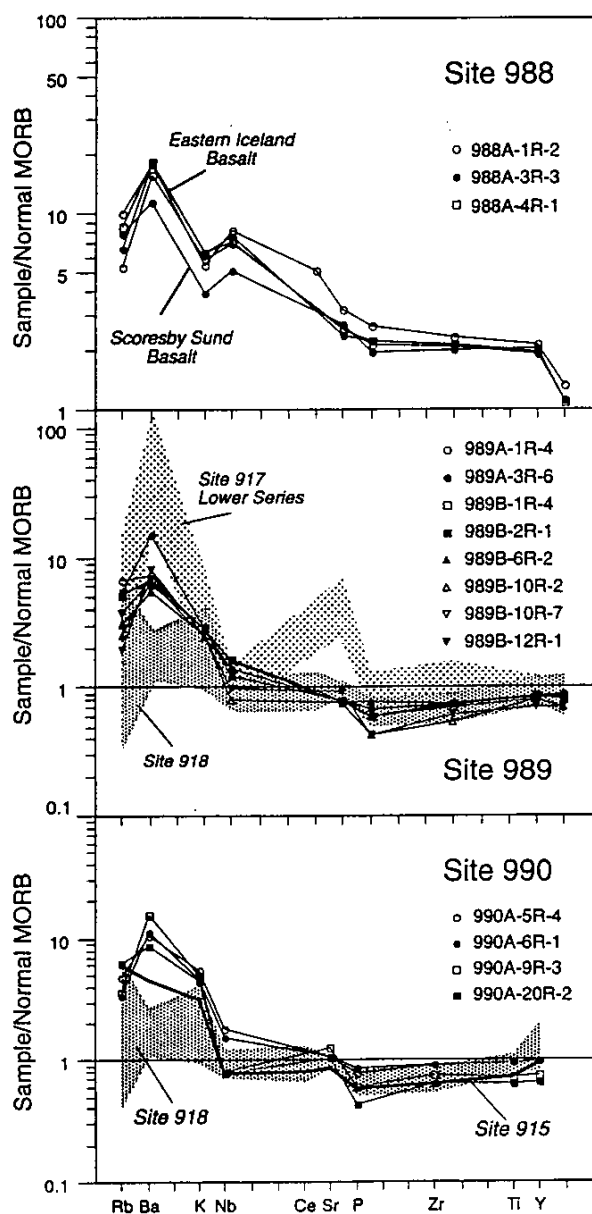 100
Site 988
50
988A-1R-2
Eastern Iceland
Basalt
988A-3R-3
988A-4R-1
10
5
Scoresby Sund
Basalt
1
Sample/Normal MORB
100
989A-1R-4
Site 917
Lower Series
989A-3R-6
989B-1R-4
989B-2R-1
10
989B-6R-2
989B-10R-2
989B-10R-7
989B-12R-1
1
Site 918
Site 989
0.1
Sample/Normal MORB
Site 990
990A-5R-4
10
990A-6R-1
990A-9R-3
990A-20R-2
1
Site 918
Site 915
0.1
Sample/Normal MORB
Rb Ba K Nb Ce Sr P Zr Ti Y